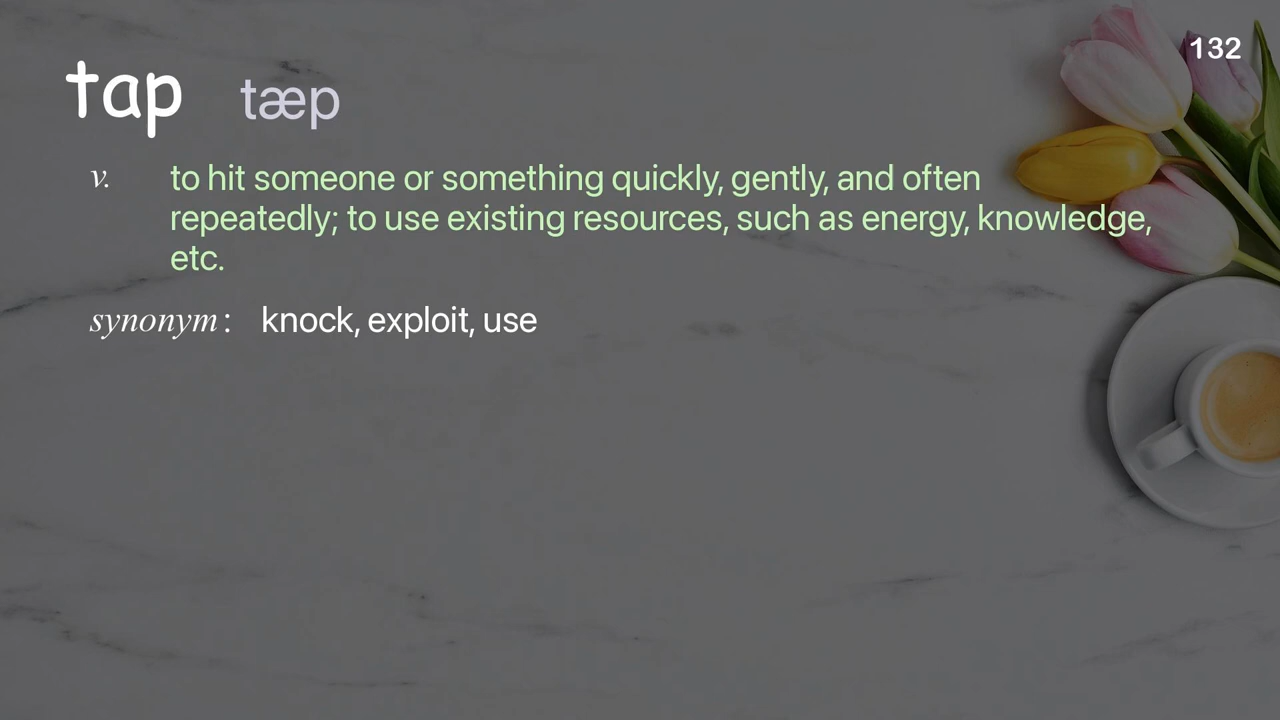 132
tap tæp
v. to hit someone or something quickly, gently, and often
repeatedly; to use existing resources, such as energy, knowledge,
etc.
synonym : knock, exploit, use